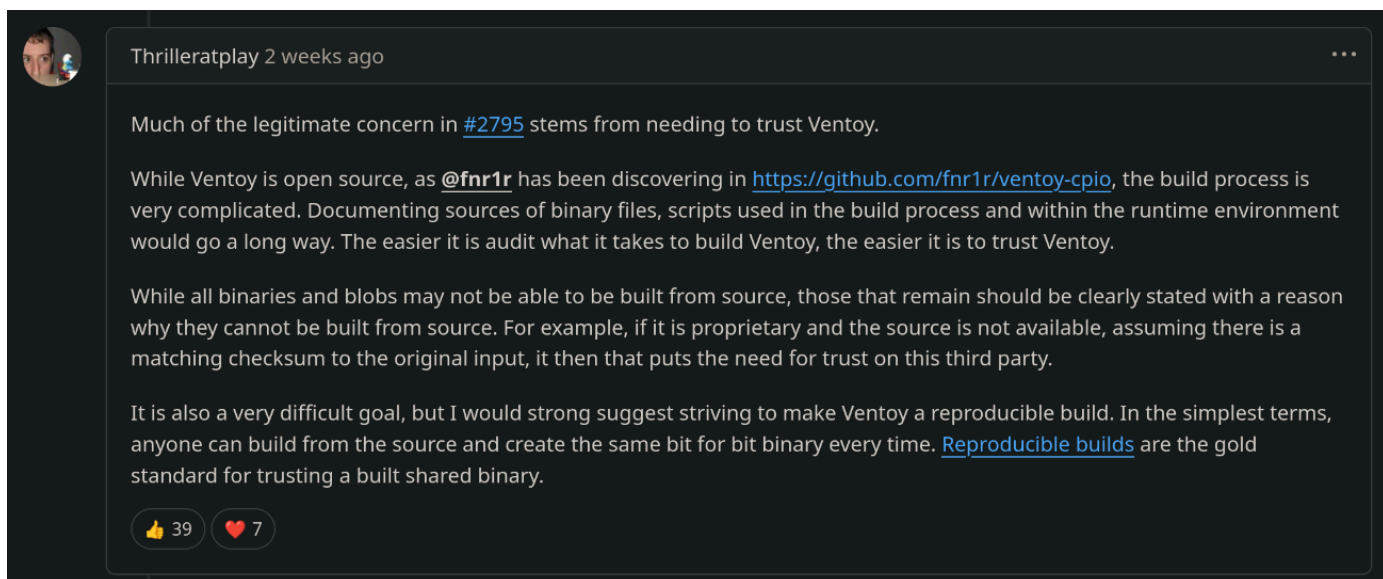 Thrilleratplay 2 weeks ago
Much of the legitimate concern in #2795 stems from needing to trust Ventoy.
While Ventoy is open source, as @fnr1r has been discovering in https://github.com/fnr1r/ventoy-cpio, the build process is
very complicated. Documenting sources of binary files, scripts used in the build process and within the runtime environment
would go a long way. The easier it is audit what it takes to build Ventoy, the easier it is to trust Ventoy.
While all binaries and blobs may not be able to be built from source, those that remain should be clearly stated with a reason
why they cannot be built from source. For example, if it is proprietary and the source is not available, assuming there is a
matching checksum to the original input, it then that puts the need for trust on this third party.
It is also a very difficult goal, but I would strong suggest striving to make Ventoy a reproducible build. In the simplest terms,
anyone can build from the source and create the same bit for bit binary every time. Reproducible builds are the gold
standard for trusting a built shared binary.
👍 39 ❤️ 7